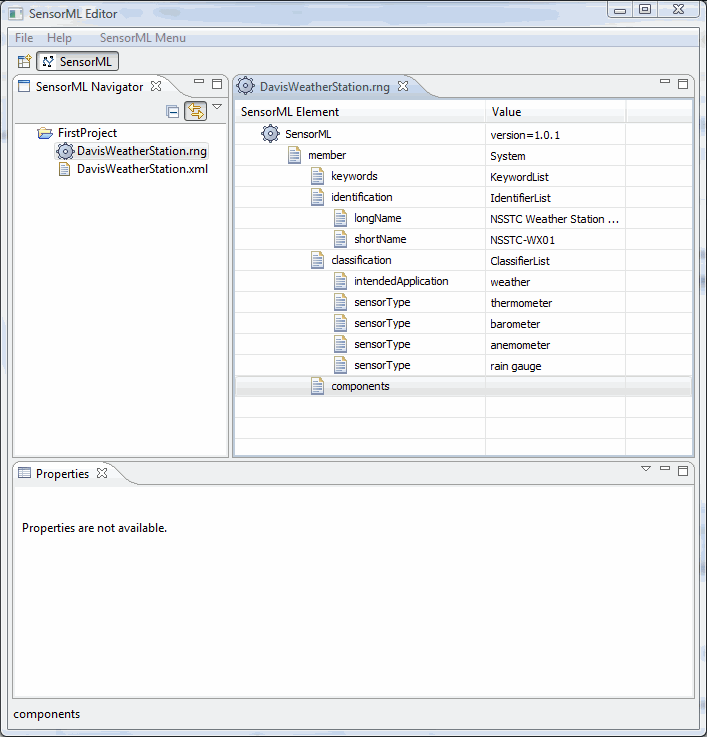 SensorML Editor
File Help SensorML Menu
SensorML
SensorML Navigator
FirstProject
DavisWeatherStation.rng
DavisWeatherStation.xml
DavisWeatherStation.rng
SensorML Element Value
SensorML version=1.0.1
member System
keywords KeywordList
identification IdentifierList
longName NSSTC Weather Station ...
shortName NSSTC-WX01
classification ClassifierList
intendedApplication weather
sensorType thermometer
sensorType barometer
sensorType anemometer
sensorType rain gauge
components
Properties
Properties are not available.
components